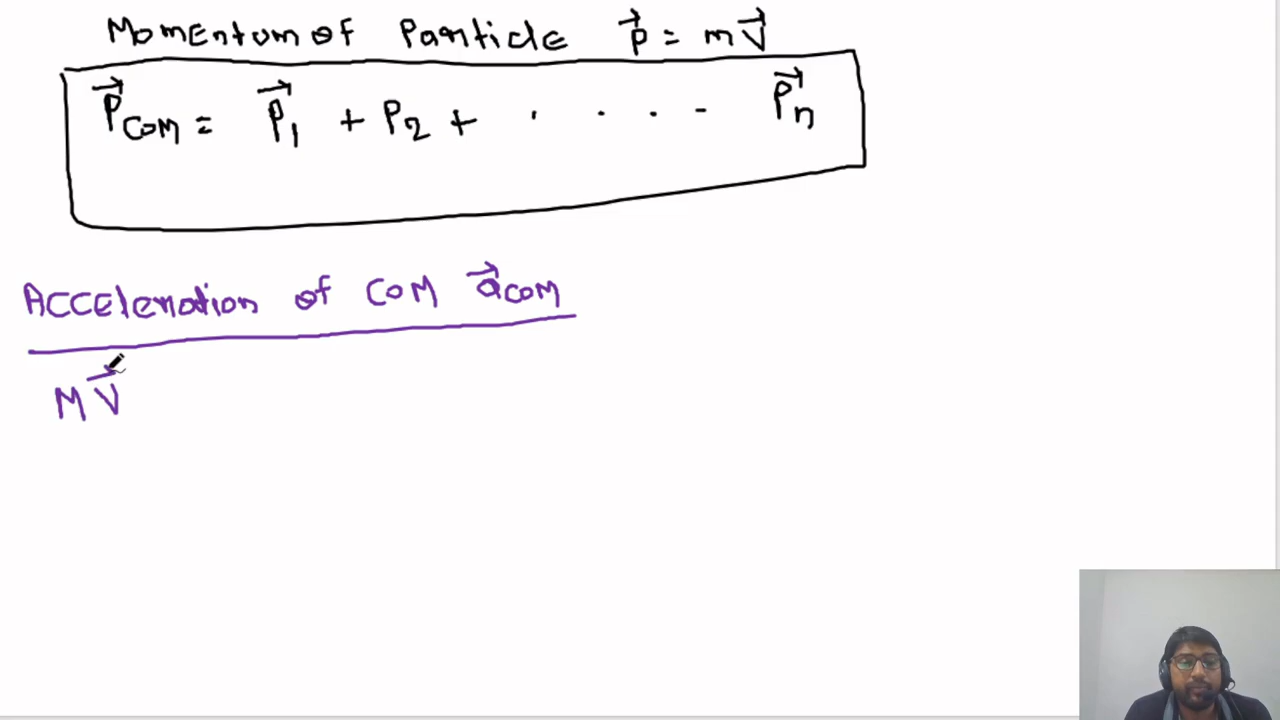 Momentum of Particle p⃗ = mv⃗
P⃗com = P⃗1 + P2 + . . . - P⃗n
Acceleration of COM a⃗com
MV⃗